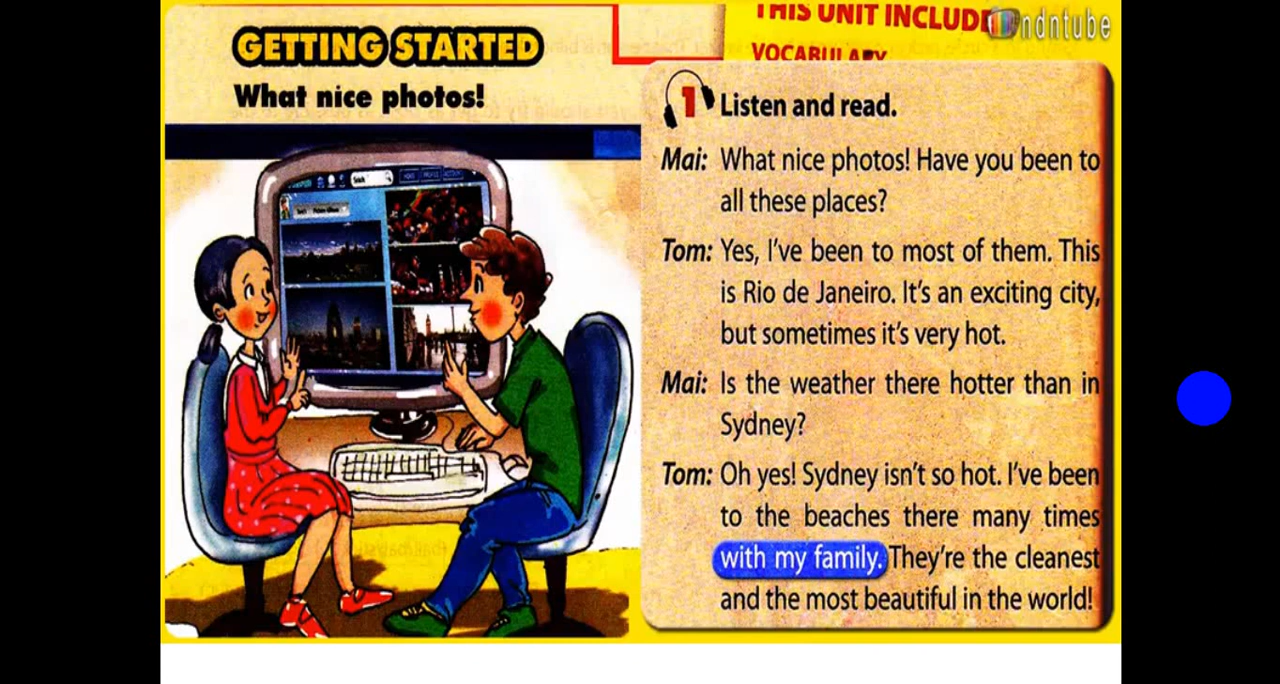 GETTING STARTED
What nice photos!
THIS UNIT INCLUD
ndntube
VOCABULARY
1 Listen and read.
Mai: What nice photos! Have you been to
all these places?
Tom: Yes, I've been to most of them. This
is Rio de Janeiro. It's an exciting city,
but sometimes it's very hot.
Mai: Is the weather there hotter than in
Sydney?
Tom: Oh yes! Sydney isn't so hot. I've been
to the beaches there many times
with my family. They're the cleanest
and the most beautiful in the world!